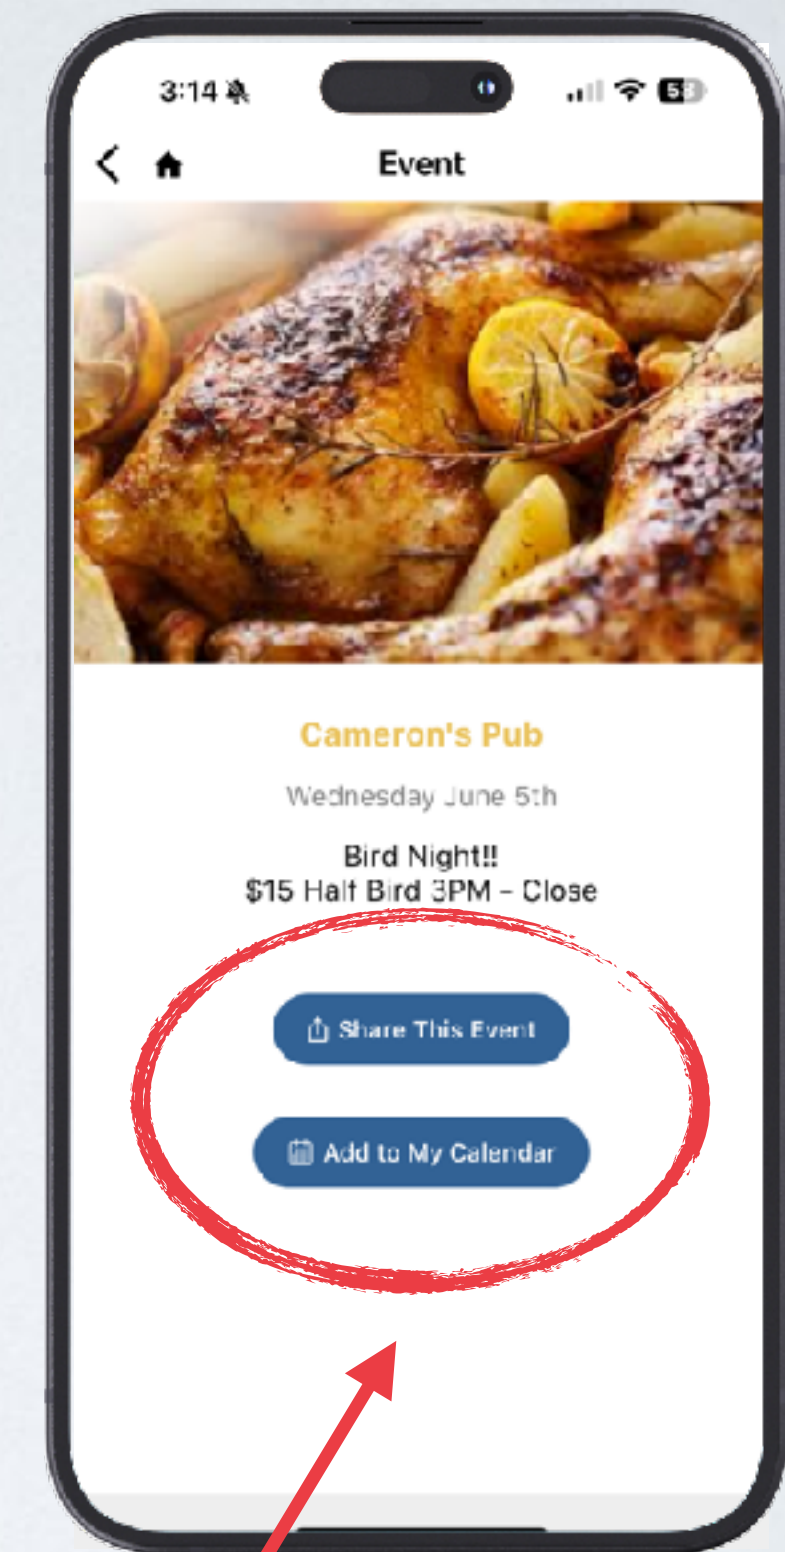 3:14
Event
Cameron's Pub
Wednesday June 5th
Bird Night!!
$15 Half Bird 3PM – Close
Share This Event
Add to My Calendar